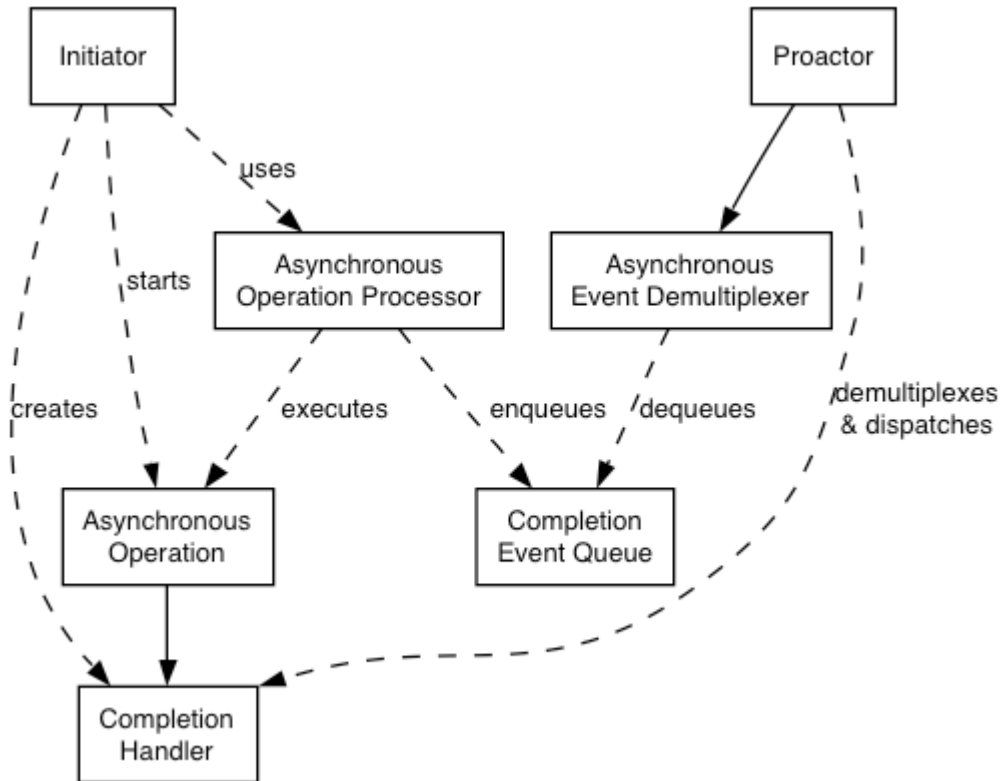 Initiator
Proactor
uses
Asynchronous
Operation Processor
Asynchronous
Event Demultiplexer
starts
creates
executes
enqueues
dequeues
demultiplexes
& dispatches
Asynchronous
Operation
Completion
Event Queue
Completion
Handler